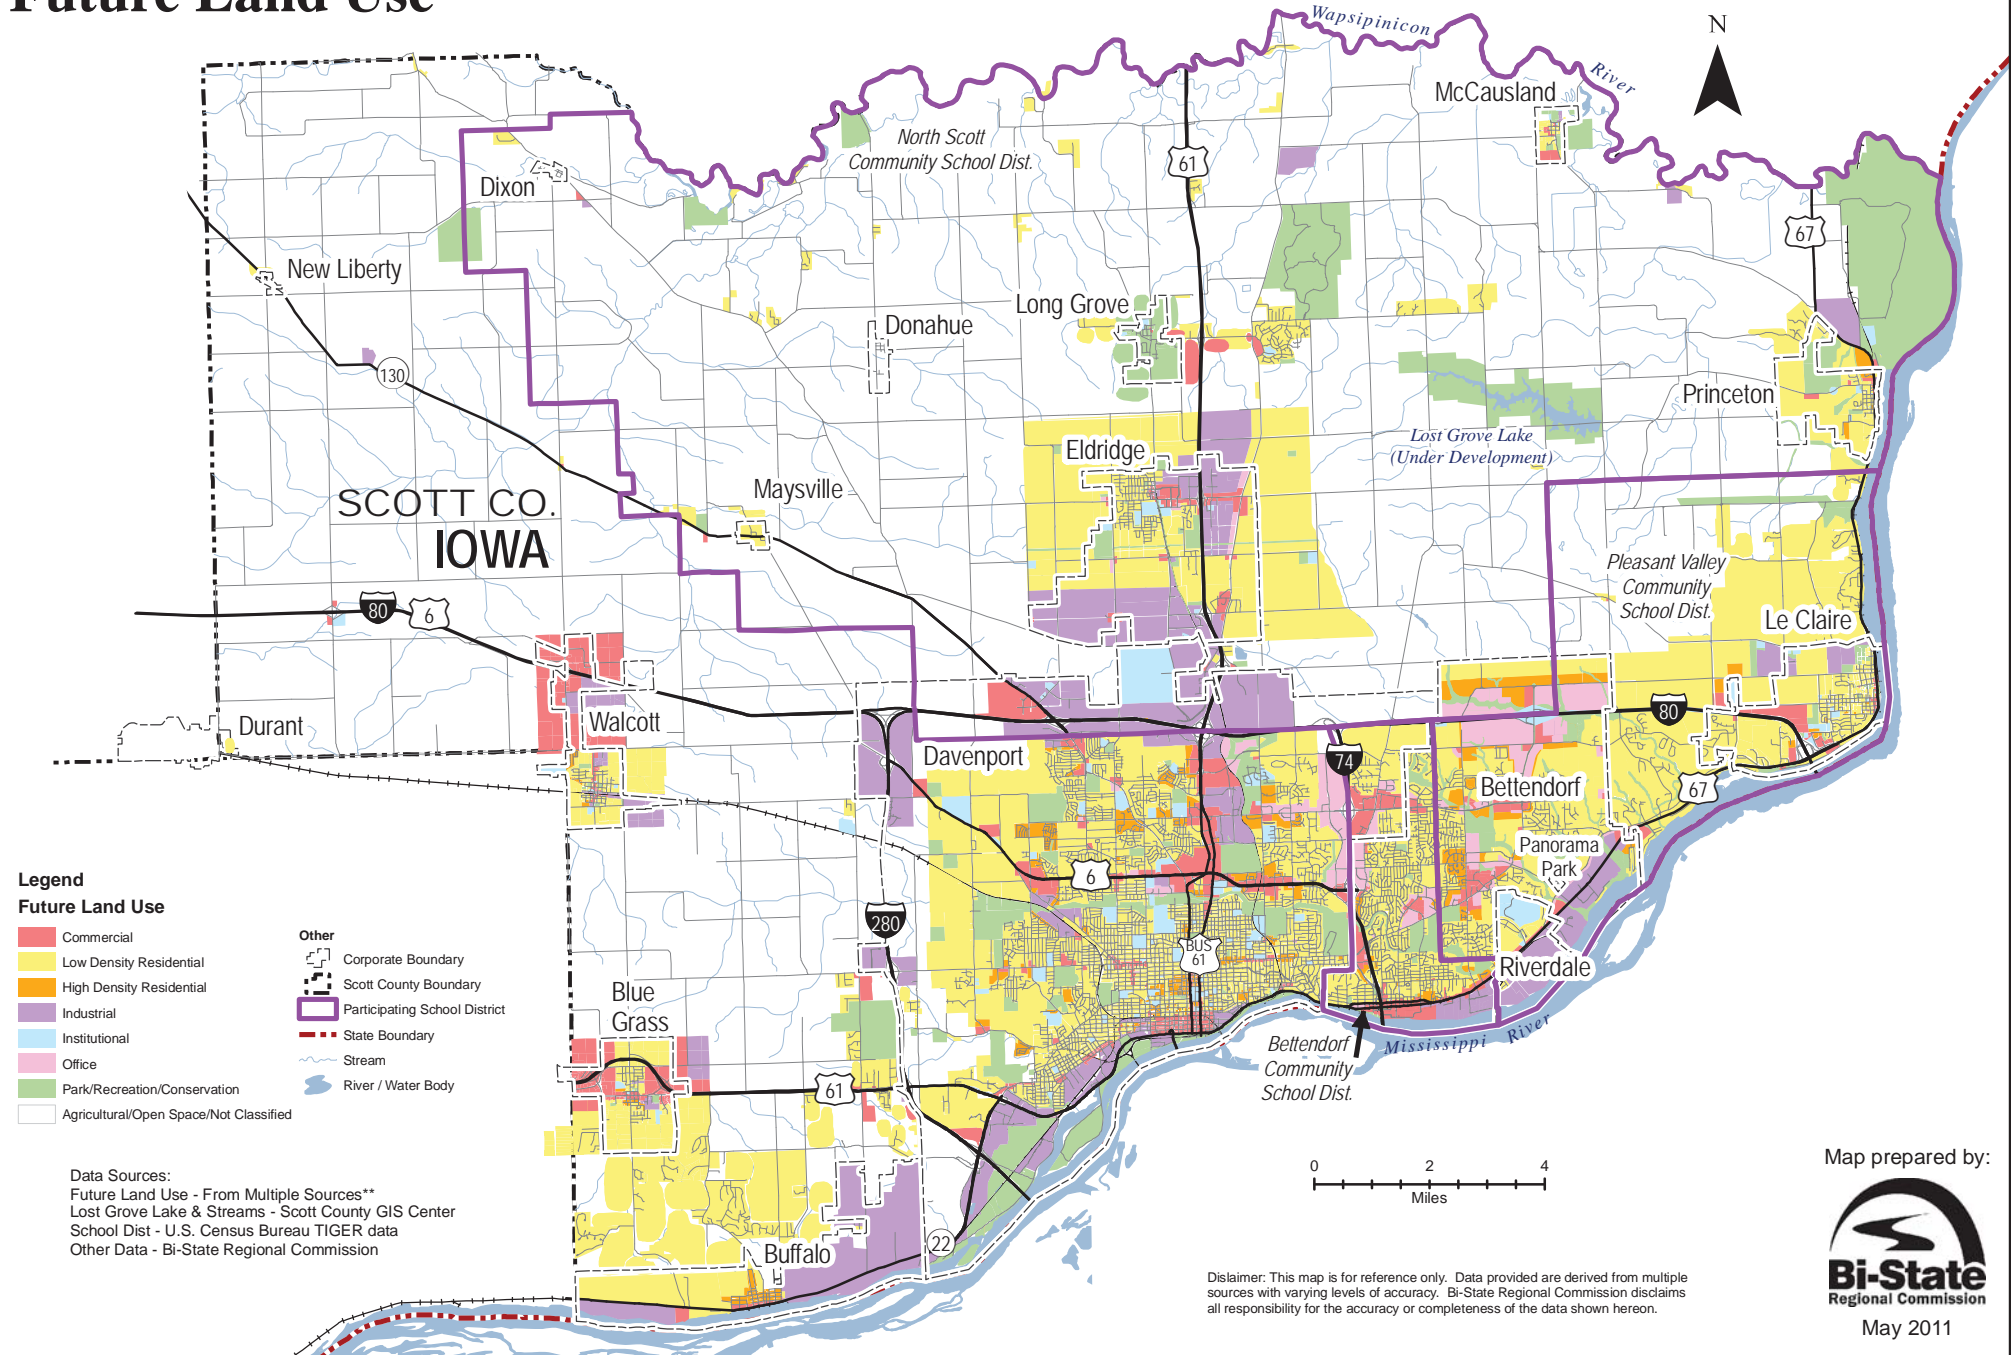 Future Land Use
Wapsipinicon
River
N
McCausland
North Scott
Community School Dist.
61
Dixon
67
New Liberty
Long Grove
Donahue
130
Princeton
Lost Grove Lake
(Under Development)
Eldridge
Maysville
SCOTT CO.
IOWA
Pleasant Valley
Community
School Dist.
80
6
Le Claire
Walcott
Durant
80
Davenport
74
Bettendorf
67
Panorama
Park
6
280
BUS
61
Riverdale
Blue
Grass
Bettendorf
Community
School Dist.
Mississippi River
61
22
Buffalo
Legend
Future Land Use
Commercial
Low Density Residential
High Density Residential
Industrial
Institutional
Office
Park/Recreation/Conservation
Agricultural/Open Space/Not Classified
Other
Corporate Boundary
Scott County Boundary
Participating School District
State Boundary
Stream
River / Water Body
Data Sources:
Future Land Use - From Multiple Sources**
Lost Grove Lake & Streams - Scott County GIS Center
School Dist - U.S. Census Bureau TIGER data
Other Data - Bi-State Regional Commission
0 2 4
Miles
Dislaimer: This map is for reference only. Data provided are derived from multiple
sources with varying levels of accuracy. Bi-State Regional Commission disclaims
all responsibility for the accuracy or completeness of the data shown hereon.
Map prepared by:
Bi-State
Regional Commission
May 2011